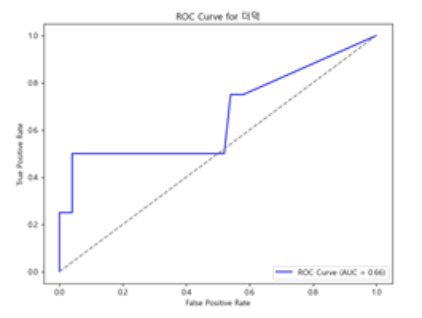 ROC Curve for 더덕
True Positive Rate
1.0
0.8
0.6
0.4
0.2
0.0
0.0 0.2 0.4 0.6 0.8 1.0
False Positive Rate
ROC Curve (AUC = 0.66)